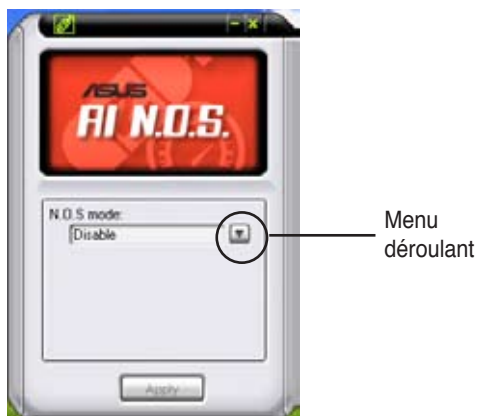 ASUS
AI N.O.S.
N.O.S mode:
Disable
Menu
déroulant
Apply